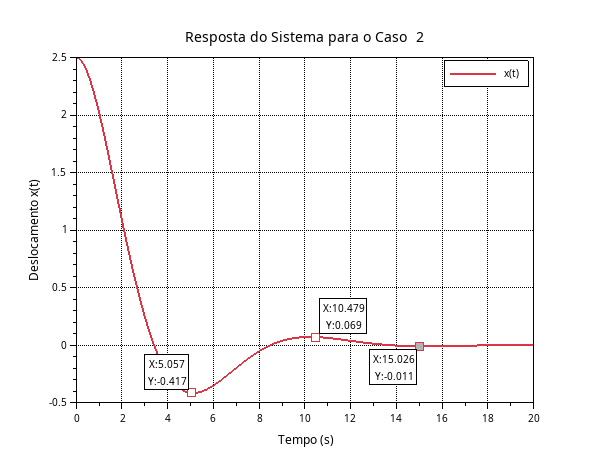 Resposta do Sistema para o Caso  2
2.5
2
1.5
1
0.5
0
-0.5
Deslocamento x(t)
x(t)
X:5.057
Y:-0.417
X:10.479
Y:0.069
X:15.026
Y:-0.011
0 2 4 6 8 10 12 14 16 18 20
Tempo (s)